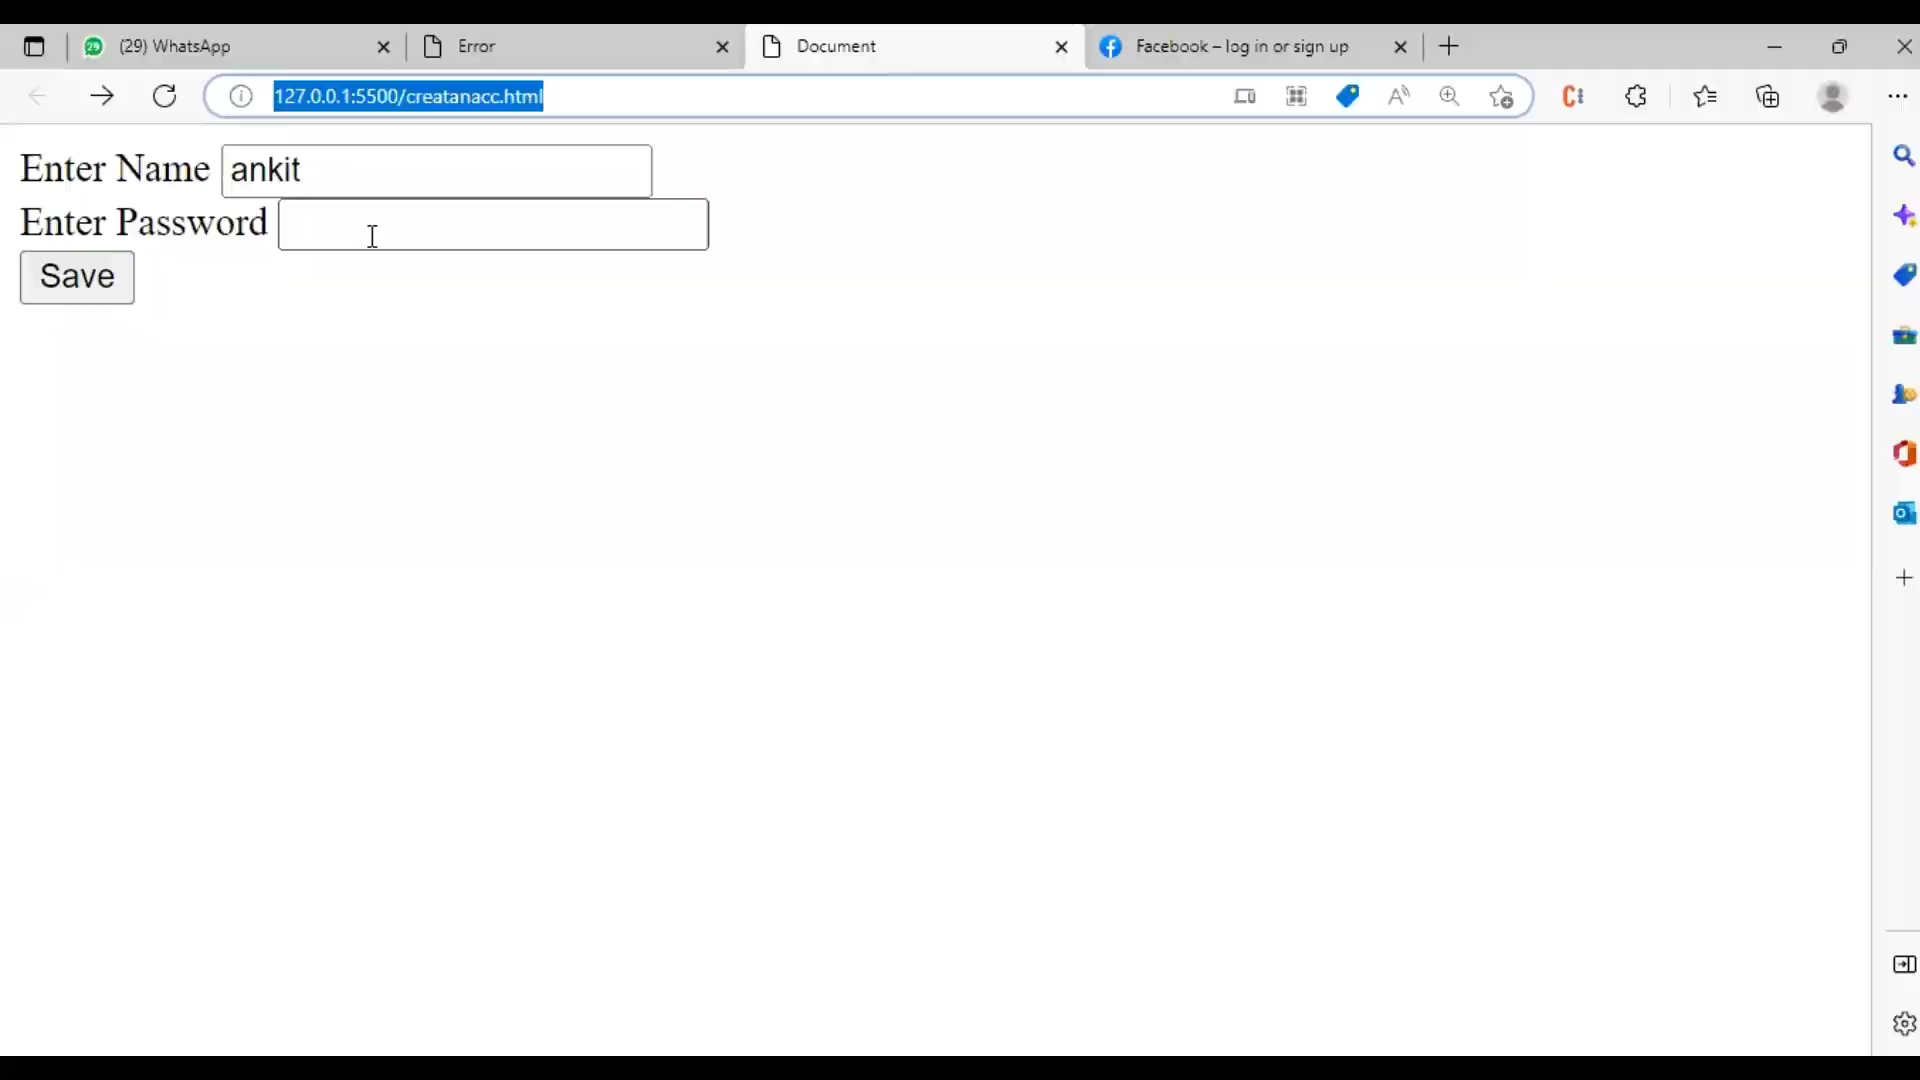 29 (29) WhatsApp Error Document Facebook – log in or sign up
127.0.0.1:5500/creatanacc.html
Enter Name ankit
Enter Password
Save